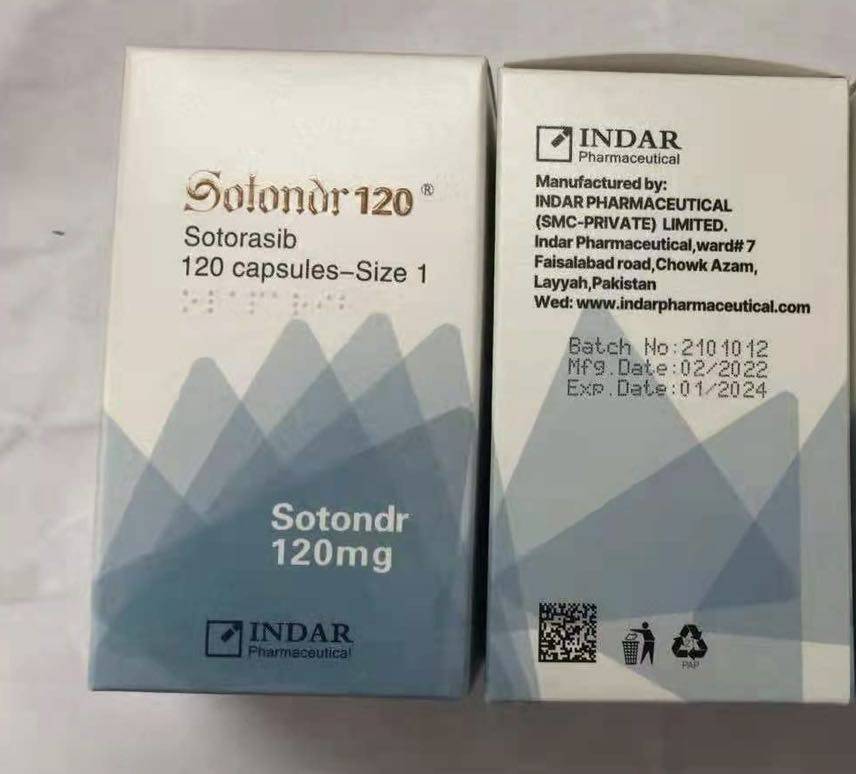 Sotondr 120 ®
Sotorasib
120 capsules–Size 1
Sotondr
120mg
INDAR
Pharmaceutical
INDAR
Pharmaceutical
Manufactured by:
INDAR PHARMACEUTICAL
(SMC-PRIVATE) LIMITED.
Indar Pharmaceutical,ward# 7
Faisalabad road,Chowk Azam,
Layyah,Pakistan
Wed: www.indarpharmaceutical.com
Batch No:2101012
Mfg.Date:02/2022
Exp.Date:01/2024
PAP